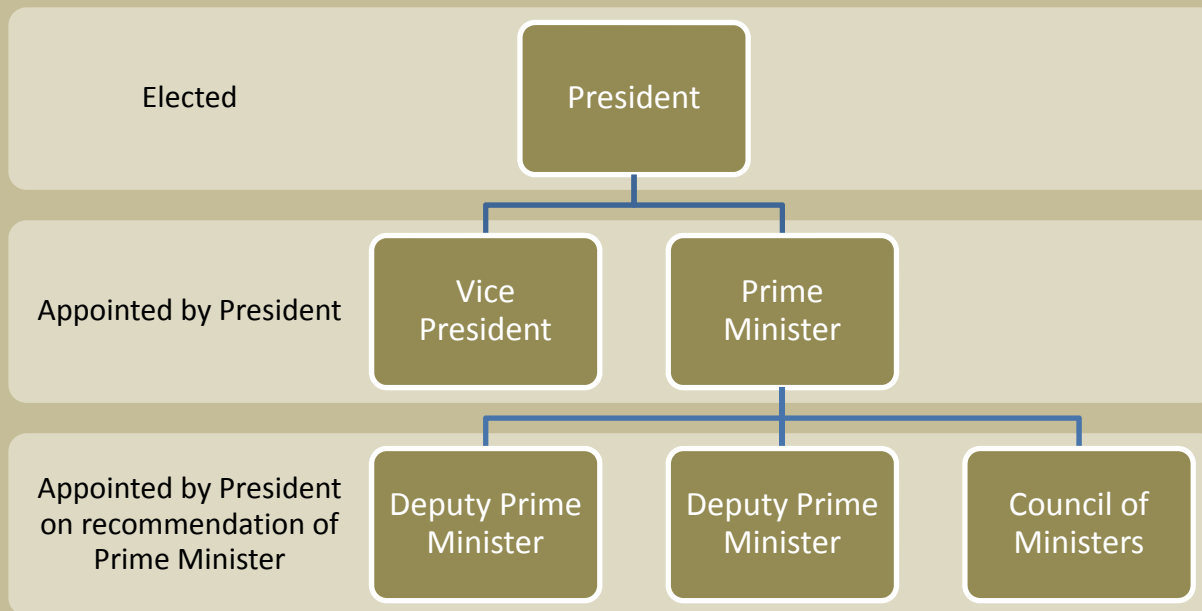 Elected
President
Appointed by President
Vice
President
Prime
Minister
Appointed by President
on recommendation of
Prime Minister
Deputy Prime
Minister
Deputy Prime
Minister
Council of
Ministers